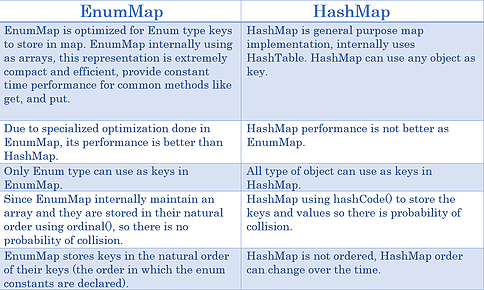 EnumMap
HashMap
EnumMap is optimized for Enum type keys
to store in map. EnumMap internally using
as arrays, this representation is extremely
compact and efficient, provide constant
time performance for common methods like
get, and put.
HashMap is general purpose map
implementation, internally uses
HashTable. HashMap can use any object as
key.
Due to specialized optimization done in
EnumMap, its performance is better than
HashMap.
HashMap performance is not better as
EnumMap.
Only Enum type can use as keys in
EnumMap.
All type of object can use as keys in
HashMap.
Since EnumMap internally maintain an
array and they are stored in their natural
order using ordinal(), so there is no
probability of collision.
HashMap using hashCode() to store the
keys and values so there is probability of
collision.
EnumMap stores keys in the natural order
of their keys (the order in which the enum
constants are declared).
HashMap is not ordered, HashMap order
can change over the time.